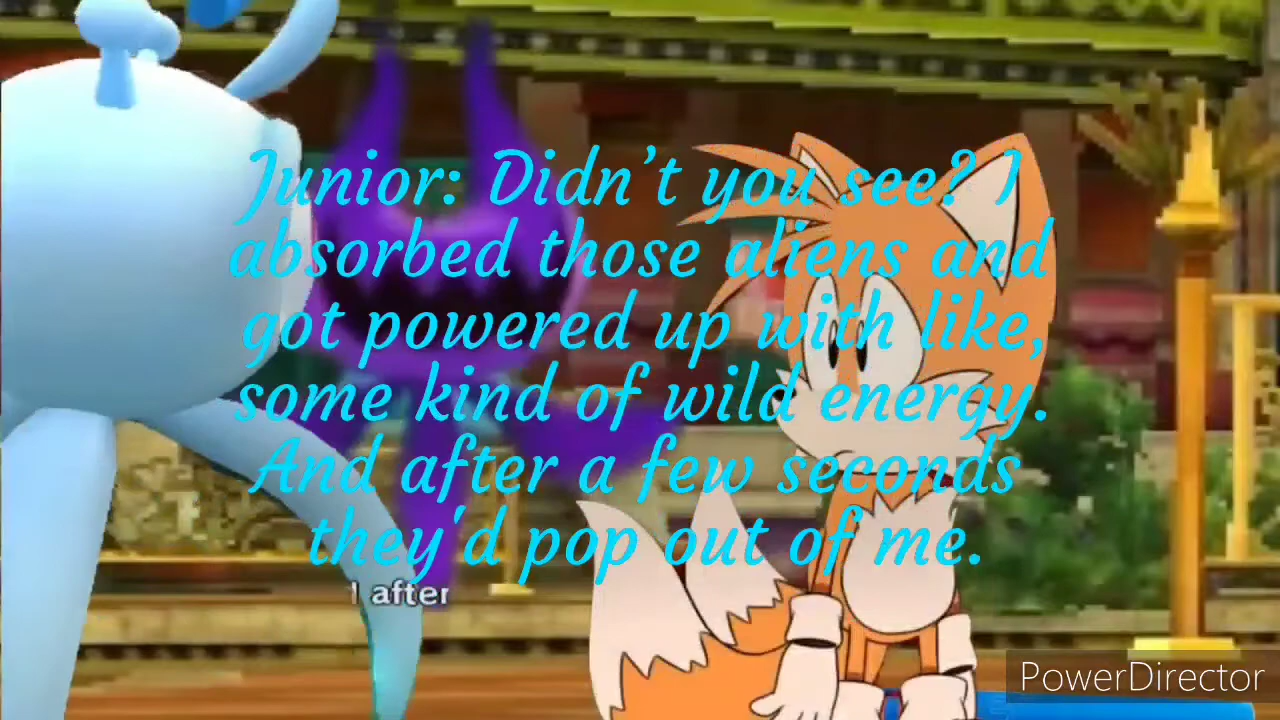 Junior: Didn’t you see? I
absorbed those aliens and
got powered up with like,
some kind of wild energy.
And after a few seconds
they'd pop out of me.
I after
PowerDirector